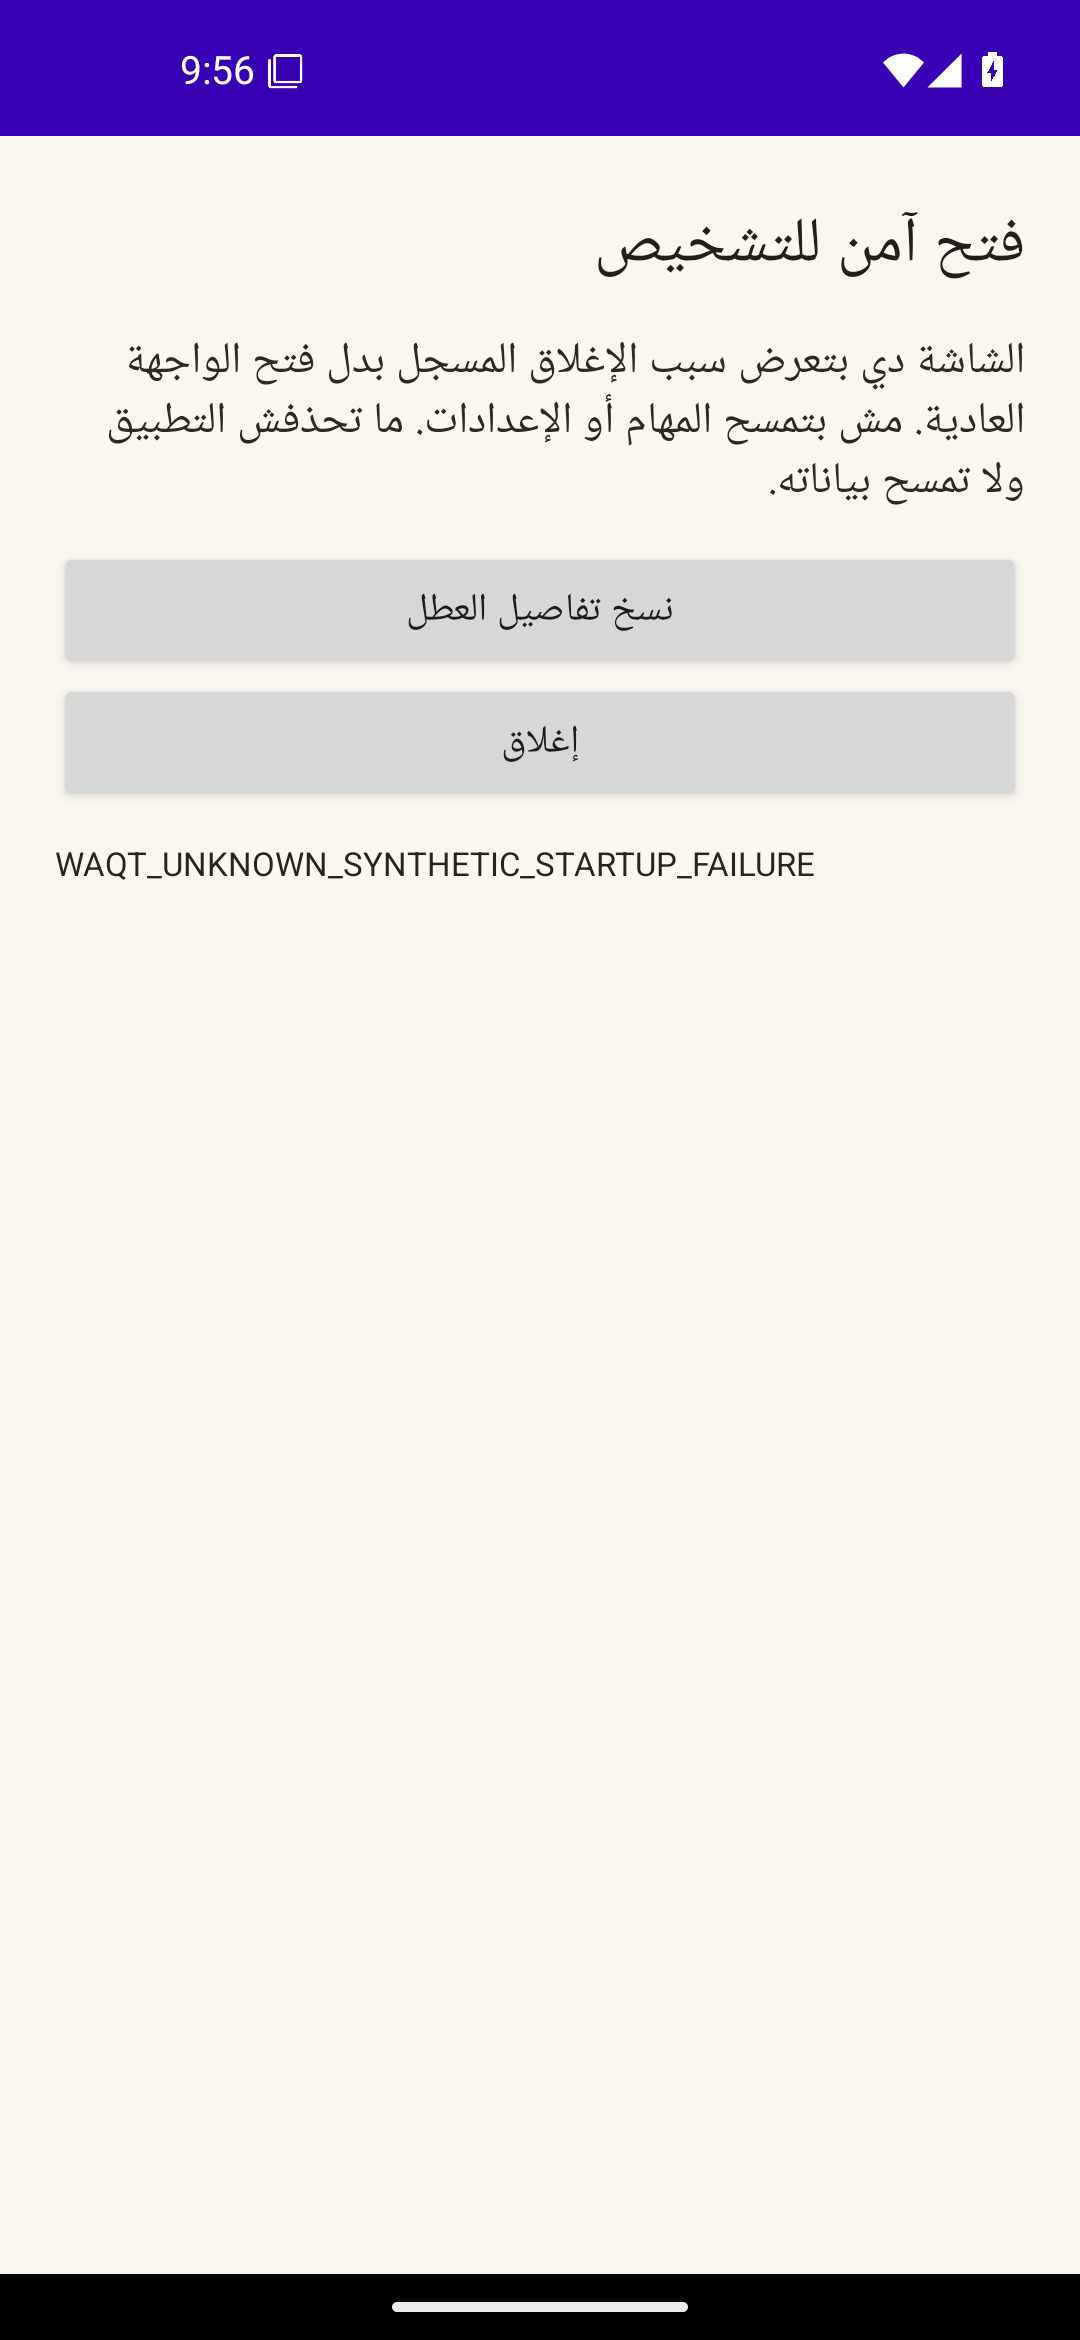 9:56
فتح آمن للتشخيص
الشاشة دي بتعرض سبب الإغلاق المسجل بدل فتح الواجهة
العادية. مش بتمسح المهام أو الإعدادات. ما تحذفش التطبيق
ولا تمسح بياناته.
نسخ تفاصيل العطل
إغلاق
WAQT_UNKNOWN_SYNTHETIC_STARTUP_FAILURE